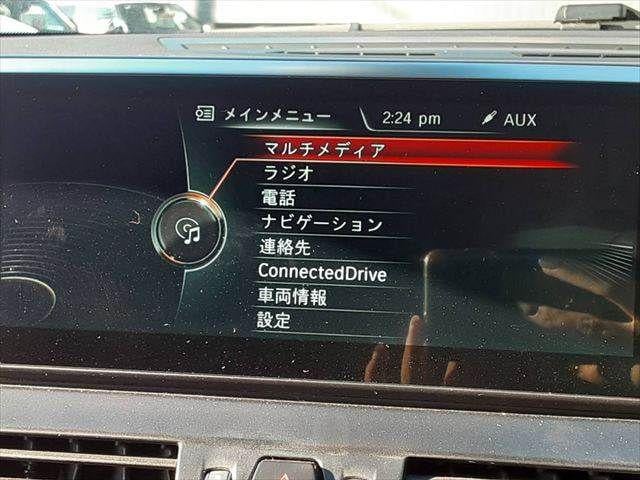 メインメニュー 2:24 pm AUX
マルチメディア
ラジオ
電話
ナビゲーション
連絡先
ConnectedDrive
車両情報
設定